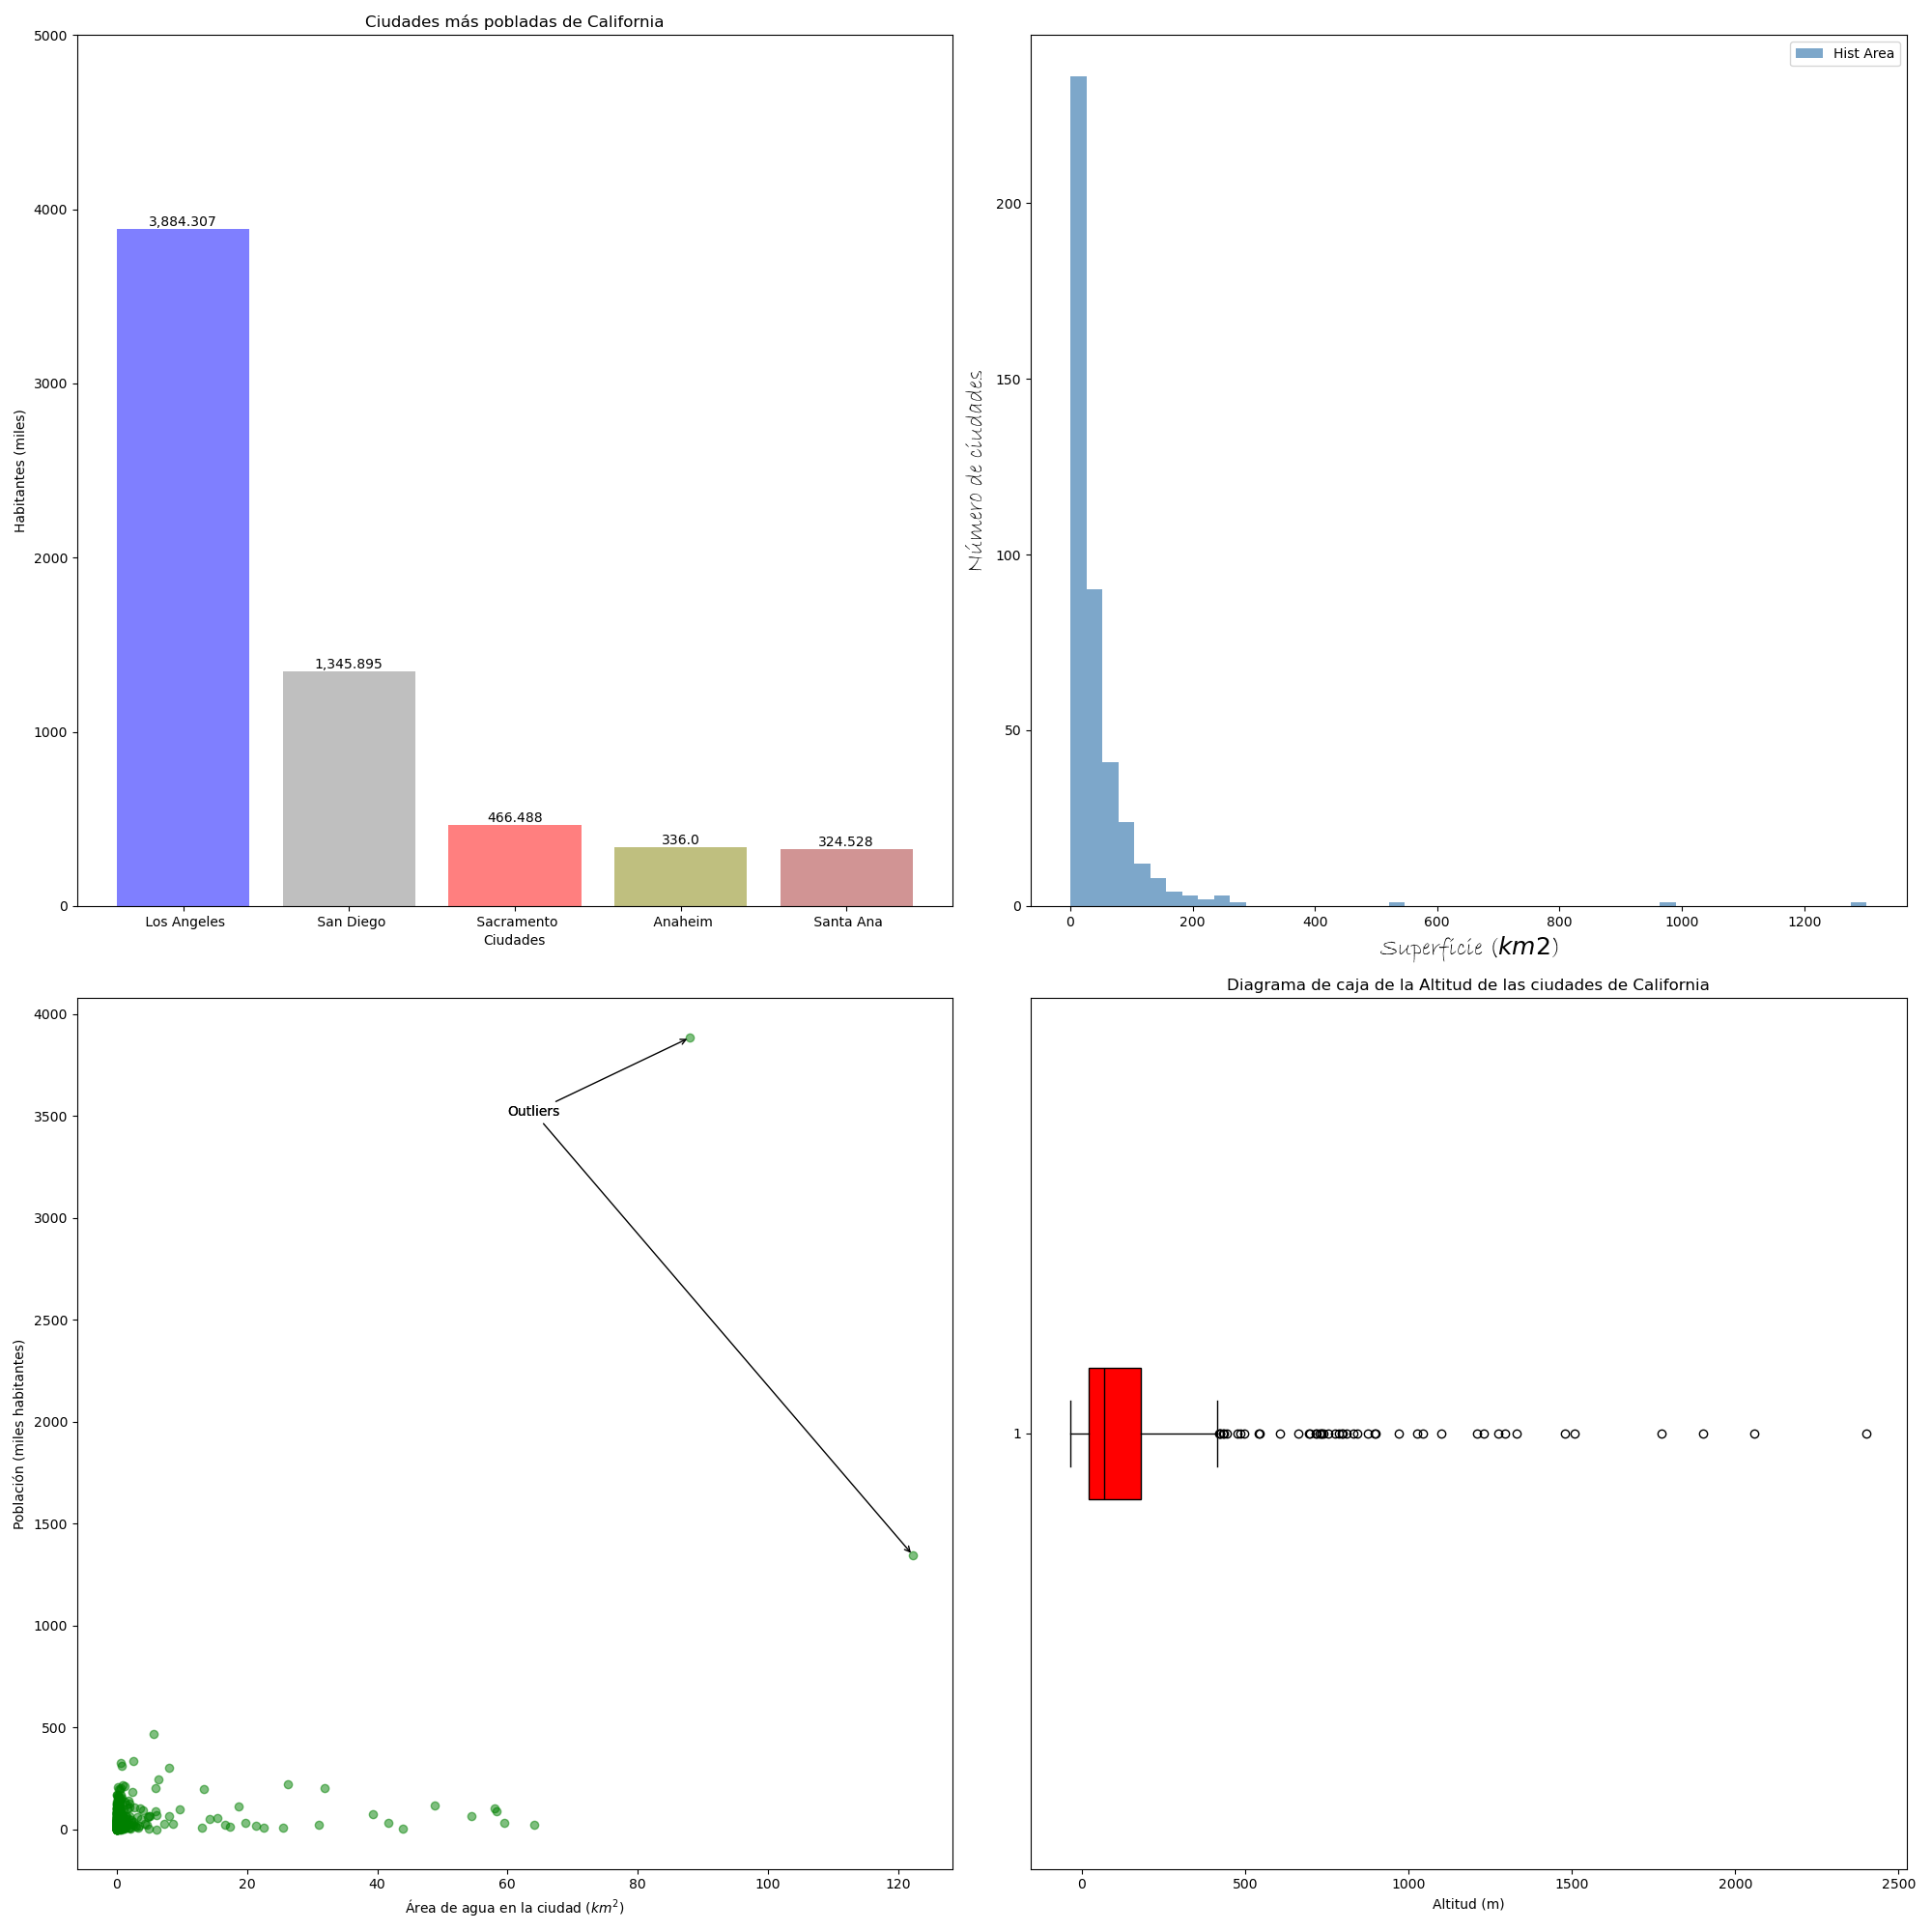 Ciudades más pobladas de California
5000
4000
3000
2000
1000
0
Habitantes (miles)
3,884.307
1,345.895
466.488
336.0
324.528
Los Angeles San Diego Sacramento Anaheim Santa Ana
Ciudades
Hist Area
200
150
100
50
0
Número de ciudades
0 200 400 600 800 1000 1200
Superficie (km2)
4000
3500
3000
2500
2000
1500
1000
500
0
Población (miles habitantes)
Outliers
0 20 40 60 80 100 120
Área de agua en la ciudad (km²)
Diagrama de caja de la Altitud de las ciudades de California
1
0 500 1000 1500 2000 2500
Altitud (m)